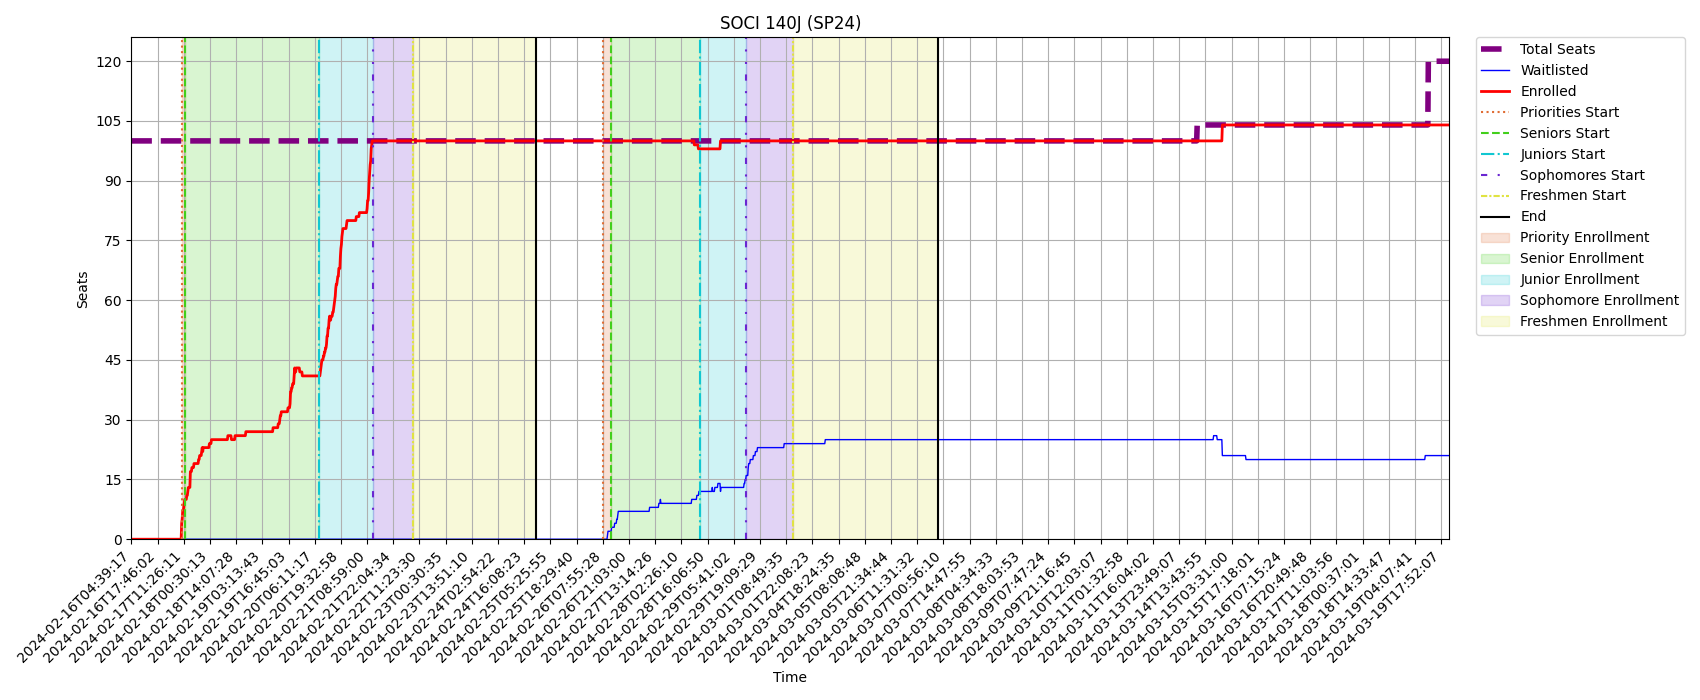 SOCI 140J (SP24)
Seats
120
105
90
75
60
45
30
15
0
2024-02-16T04:39:17
2024-02-16T17:46:02
2024-02-17T11:26:11
2024-02-18T00:30:13
2024-02-18T14:07:28
2024-02-19T03:13:43
2024-02-19T16:45:03
2024-02-20T06:11:17
2024-02-20T19:32:58
2024-02-21T08:59:00
2024-02-21T22:04:34
2024-02-22T11:23:30
2024-02-23T00:30:35
2024-02-23T13:51:10
2024-02-24T02:54:22
2024-02-24T16:08:23
2024-02-25T05:25:55
2024-02-25T18:29:40
2024-02-26T07:55:28
2024-02-26T21:03:00
2024-02-27T13:14:26
2024-02-28T02:26:10
2024-02-28T16:06:50
2024-02-29T05:41:02
2024-02-29T19:09:29
2024-03-01T08:49:35
2024-03-01T22:08:23
2024-03-04T18:24:35
2024-03-05T08:08:48
2024-03-05T21:34:44
2024-03-06T11:31:32
2024-03-07T00:56:10
2024-03-07T14:47:55
2024-03-08T04:34:33
2024-03-08T18:03:53
2024-03-09T07:47:24
2024-03-09T21:16:45
2024-03-10T12:03:07
2024-03-11T01:32:58
2024-03-11T16:04:02
2024-03-13T23:49:07
2024-03-14T13:43:55
2024-03-15T03:31:00
2024-03-15T17:18:01
2024-03-16T07:15:24
2024-03-16T20:49:48
2024-03-17T11:03:56
2024-03-18T00:37:01
2024-03-18T14:33:47
2024-03-19T04:07:41
2024-03-19T17:52:07
Time
Total Seats
Waitlisted
Enrolled
Priorities Start
Seniors Start
Juniors Start
Sophomores Start
Freshmen Start
End
Priority Enrollment
Senior Enrollment
Junior Enrollment
Sophomore Enrollment
Freshmen Enrollment